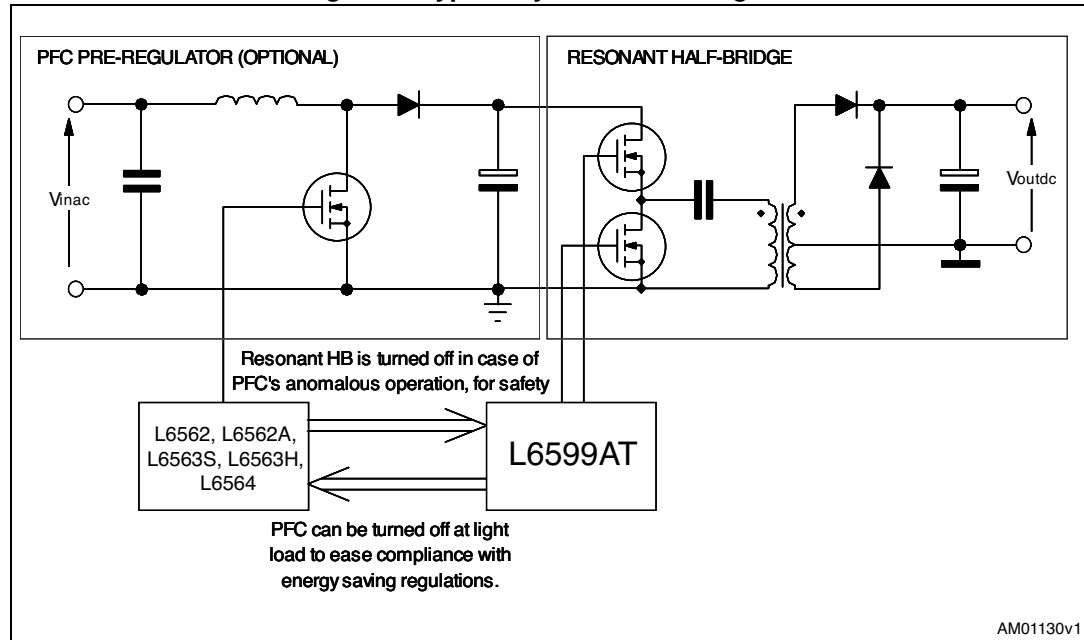 PFC PRE-REGULATOR (OPTIONAL)
RESONANT HALF-BRIDGE
Vinac
Voutdc
Resonant HB is turned off in case of
PFC's anomalous operation, for safety
L6562, L6562A,
L6563S, L6563H,
L6564
L6599AT
PFC can be turned off at light
load to ease compliance with
energy saving regulations.
AM01130v1